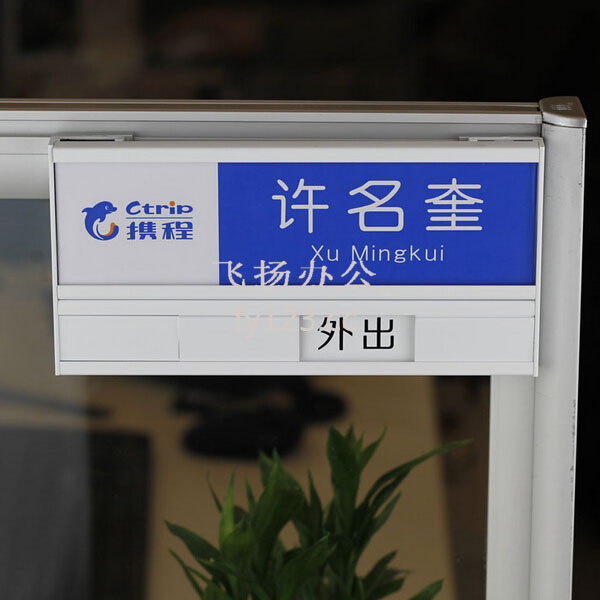 Ctrip
携程
许名奎
Xu Mingkui
飞扬办公
外出